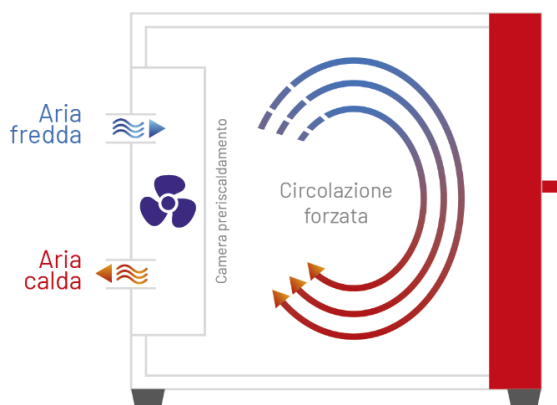 Aria
fredda
Camera preriscaldamento
Circolazione
forzata
Aria
calda